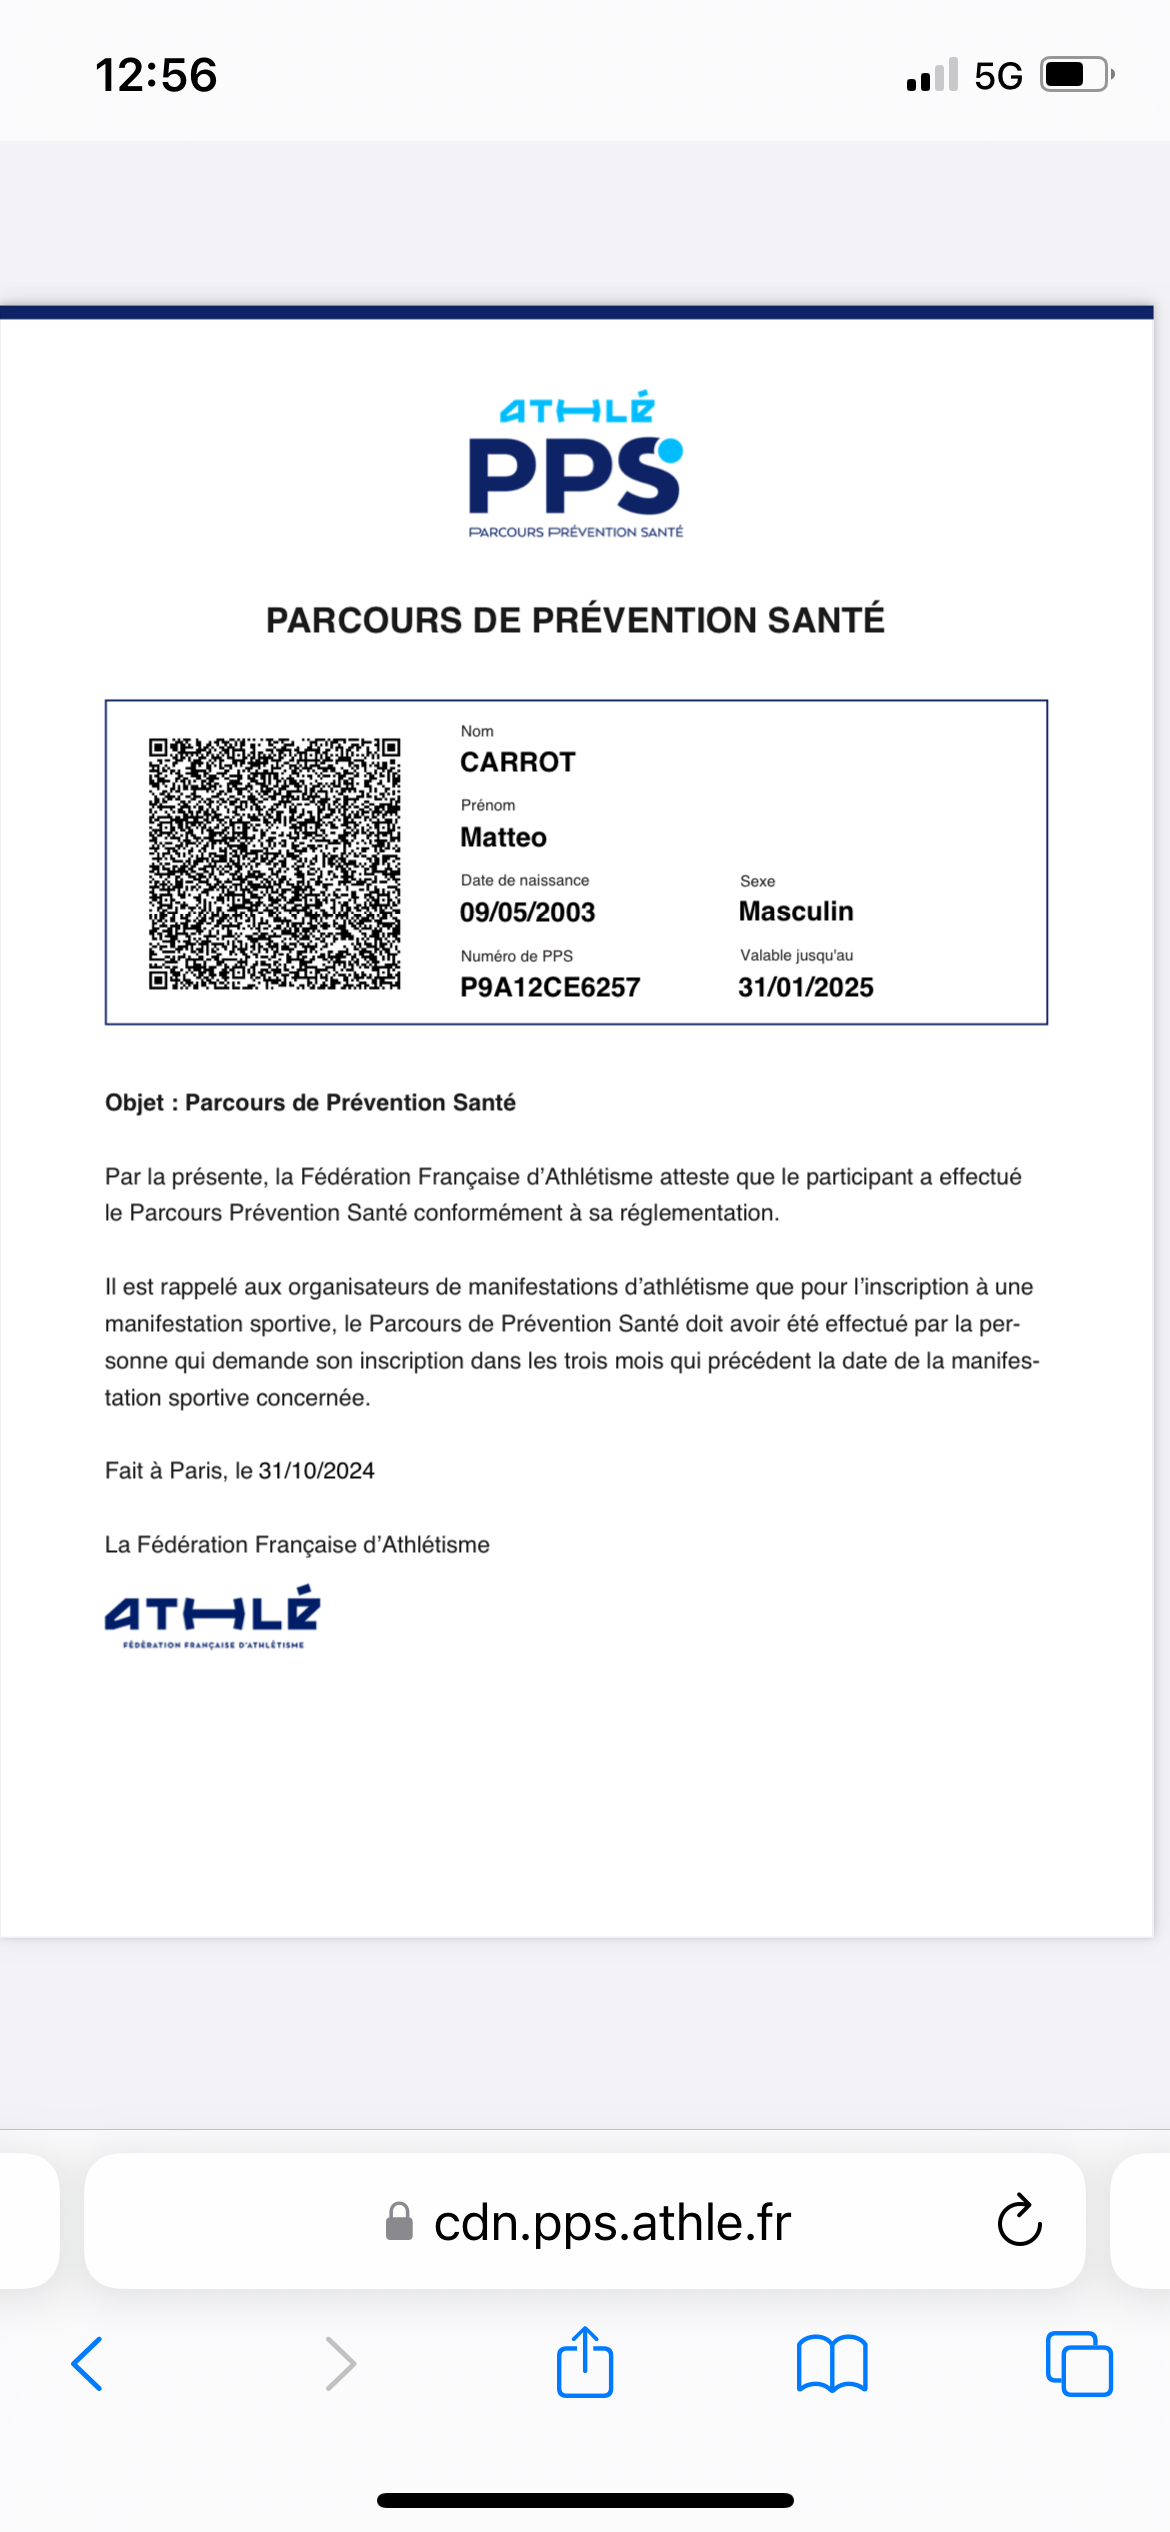 12:56
5G
ATHLÉ
PPS
PARCOURS PRÉVENTION SANTÉ
PARCOURS DE PRÉVENTION SANTÉ
Nom
CARROT
Prénom
Matteo
Date de naissance
Sexe
09/05/2003
Masculin
Numéro de PPS
Valable jusqu'au
P9A12CE6257
31/01/2025
Objet : Parcours de Prévention Santé
Par la présente, la Fédération Française d’Athlétisme atteste que le participant a effectué
le Parcours Prévention Santé conformément à sa réglementation.
Il est rappelé aux organisateurs de manifestations d’athlétisme que pour l’inscription à une
manifestation sportive, le Parcours de Prévention Santé doit avoir été effectué par la per-
sonne qui demande son inscription dans les trois mois qui précédent la date de la manifes-
tation sportive concernée.
Fait à Paris, le 31/10/2024
La Fédération Française d’Athlétisme
ATHLÉ
FÉDÉRATION FRANÇAISE D'ATHLÉTISME
cdn.pps.athle.fr